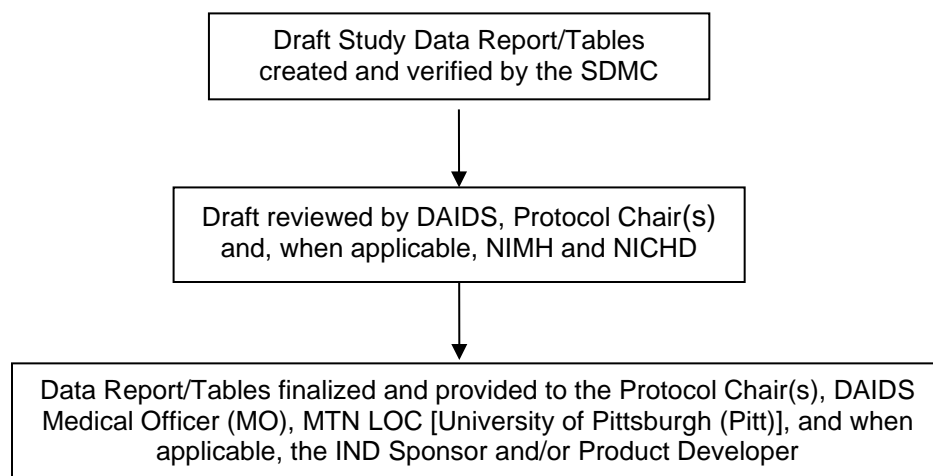 Draft Study Data Report/Tables
created and verified by the SDMC
Draft reviewed by DAIDS, Protocol Chair(s)
and, when applicable, NIMH and NICHD
Data Report/Tables finalized and provided to the Protocol Chair(s), DAIDS
Medical Officer (MO), MTN LOC [University of Pittsburgh (Pitt)], and when
applicable, the IND Sponsor and/or Product Developer